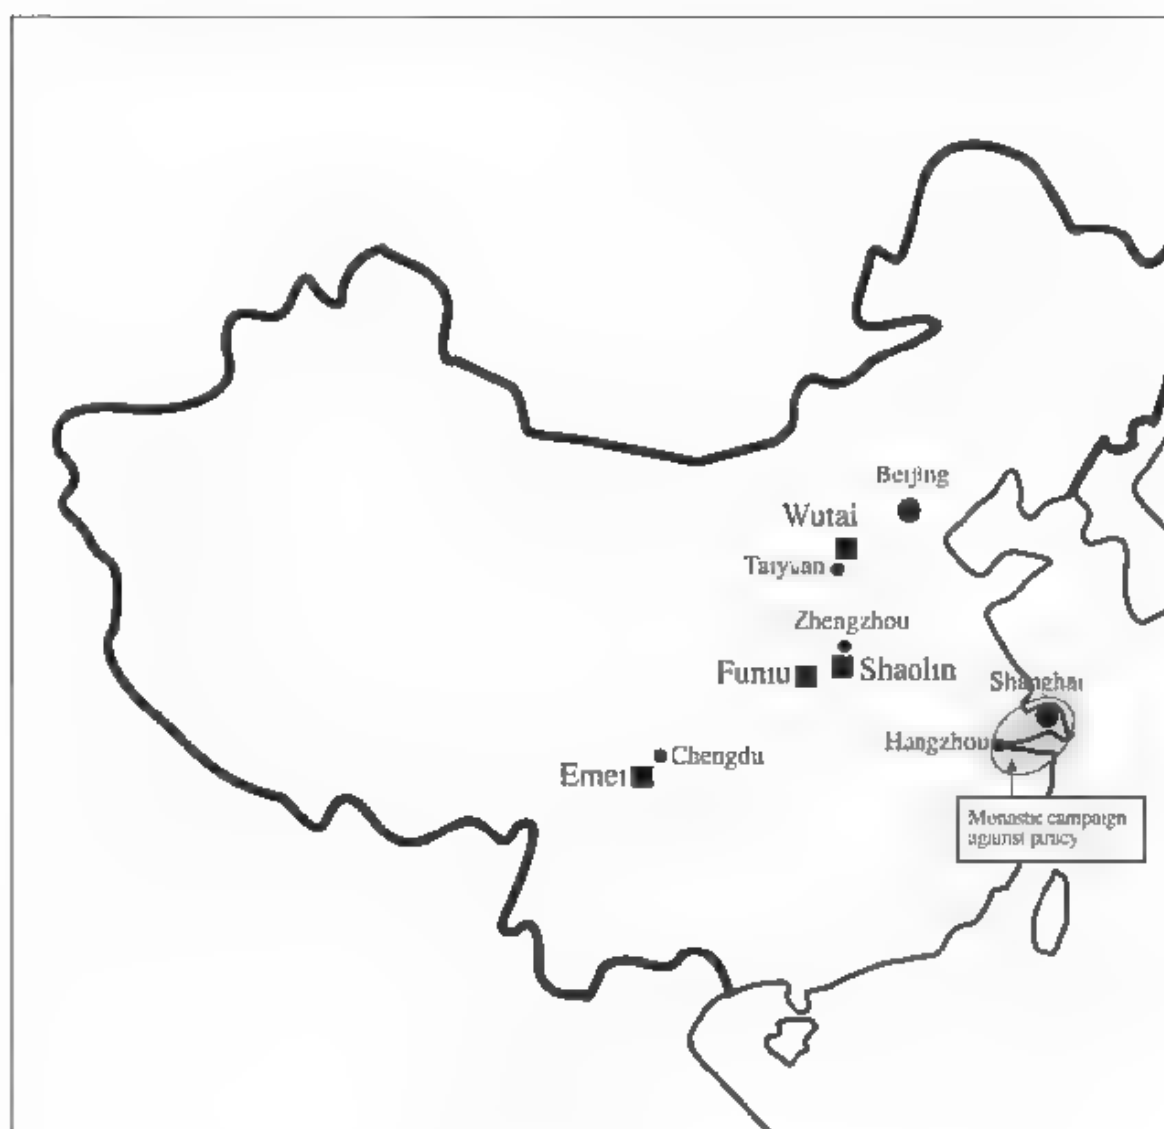 Beijing
Wutai
Taiyuan
Zhengzhou
Funiu
Shaolin
Shanghai
Hangzhou
Chengdu
Emei
Monastic campaign
against piracy